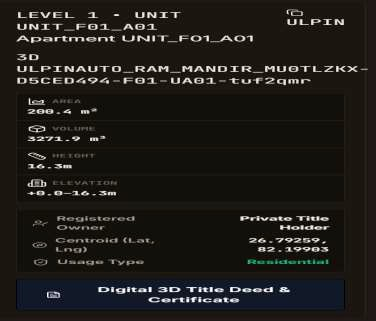 LEVEL 1 - UNIT
UNIT_F01_A01
Apartment UNIT_F01_A01
ULPIN
3D
ULPINAUTO_RAM_MANDIR_MU0TLZKX-
D5CED494-F01-UA01-tuf2qmr
AREA
200.4 m²
VOLUME
3271.9 m³
HEIGHT
16.3m
ELEVATION
+0.0-16.3m
Registered Owner
Private Title Holder
Centroid (Lat, Lng)
26.79259, 82.19903
Usage Type
Residential
Digital 3D Title Deed &
Certificate